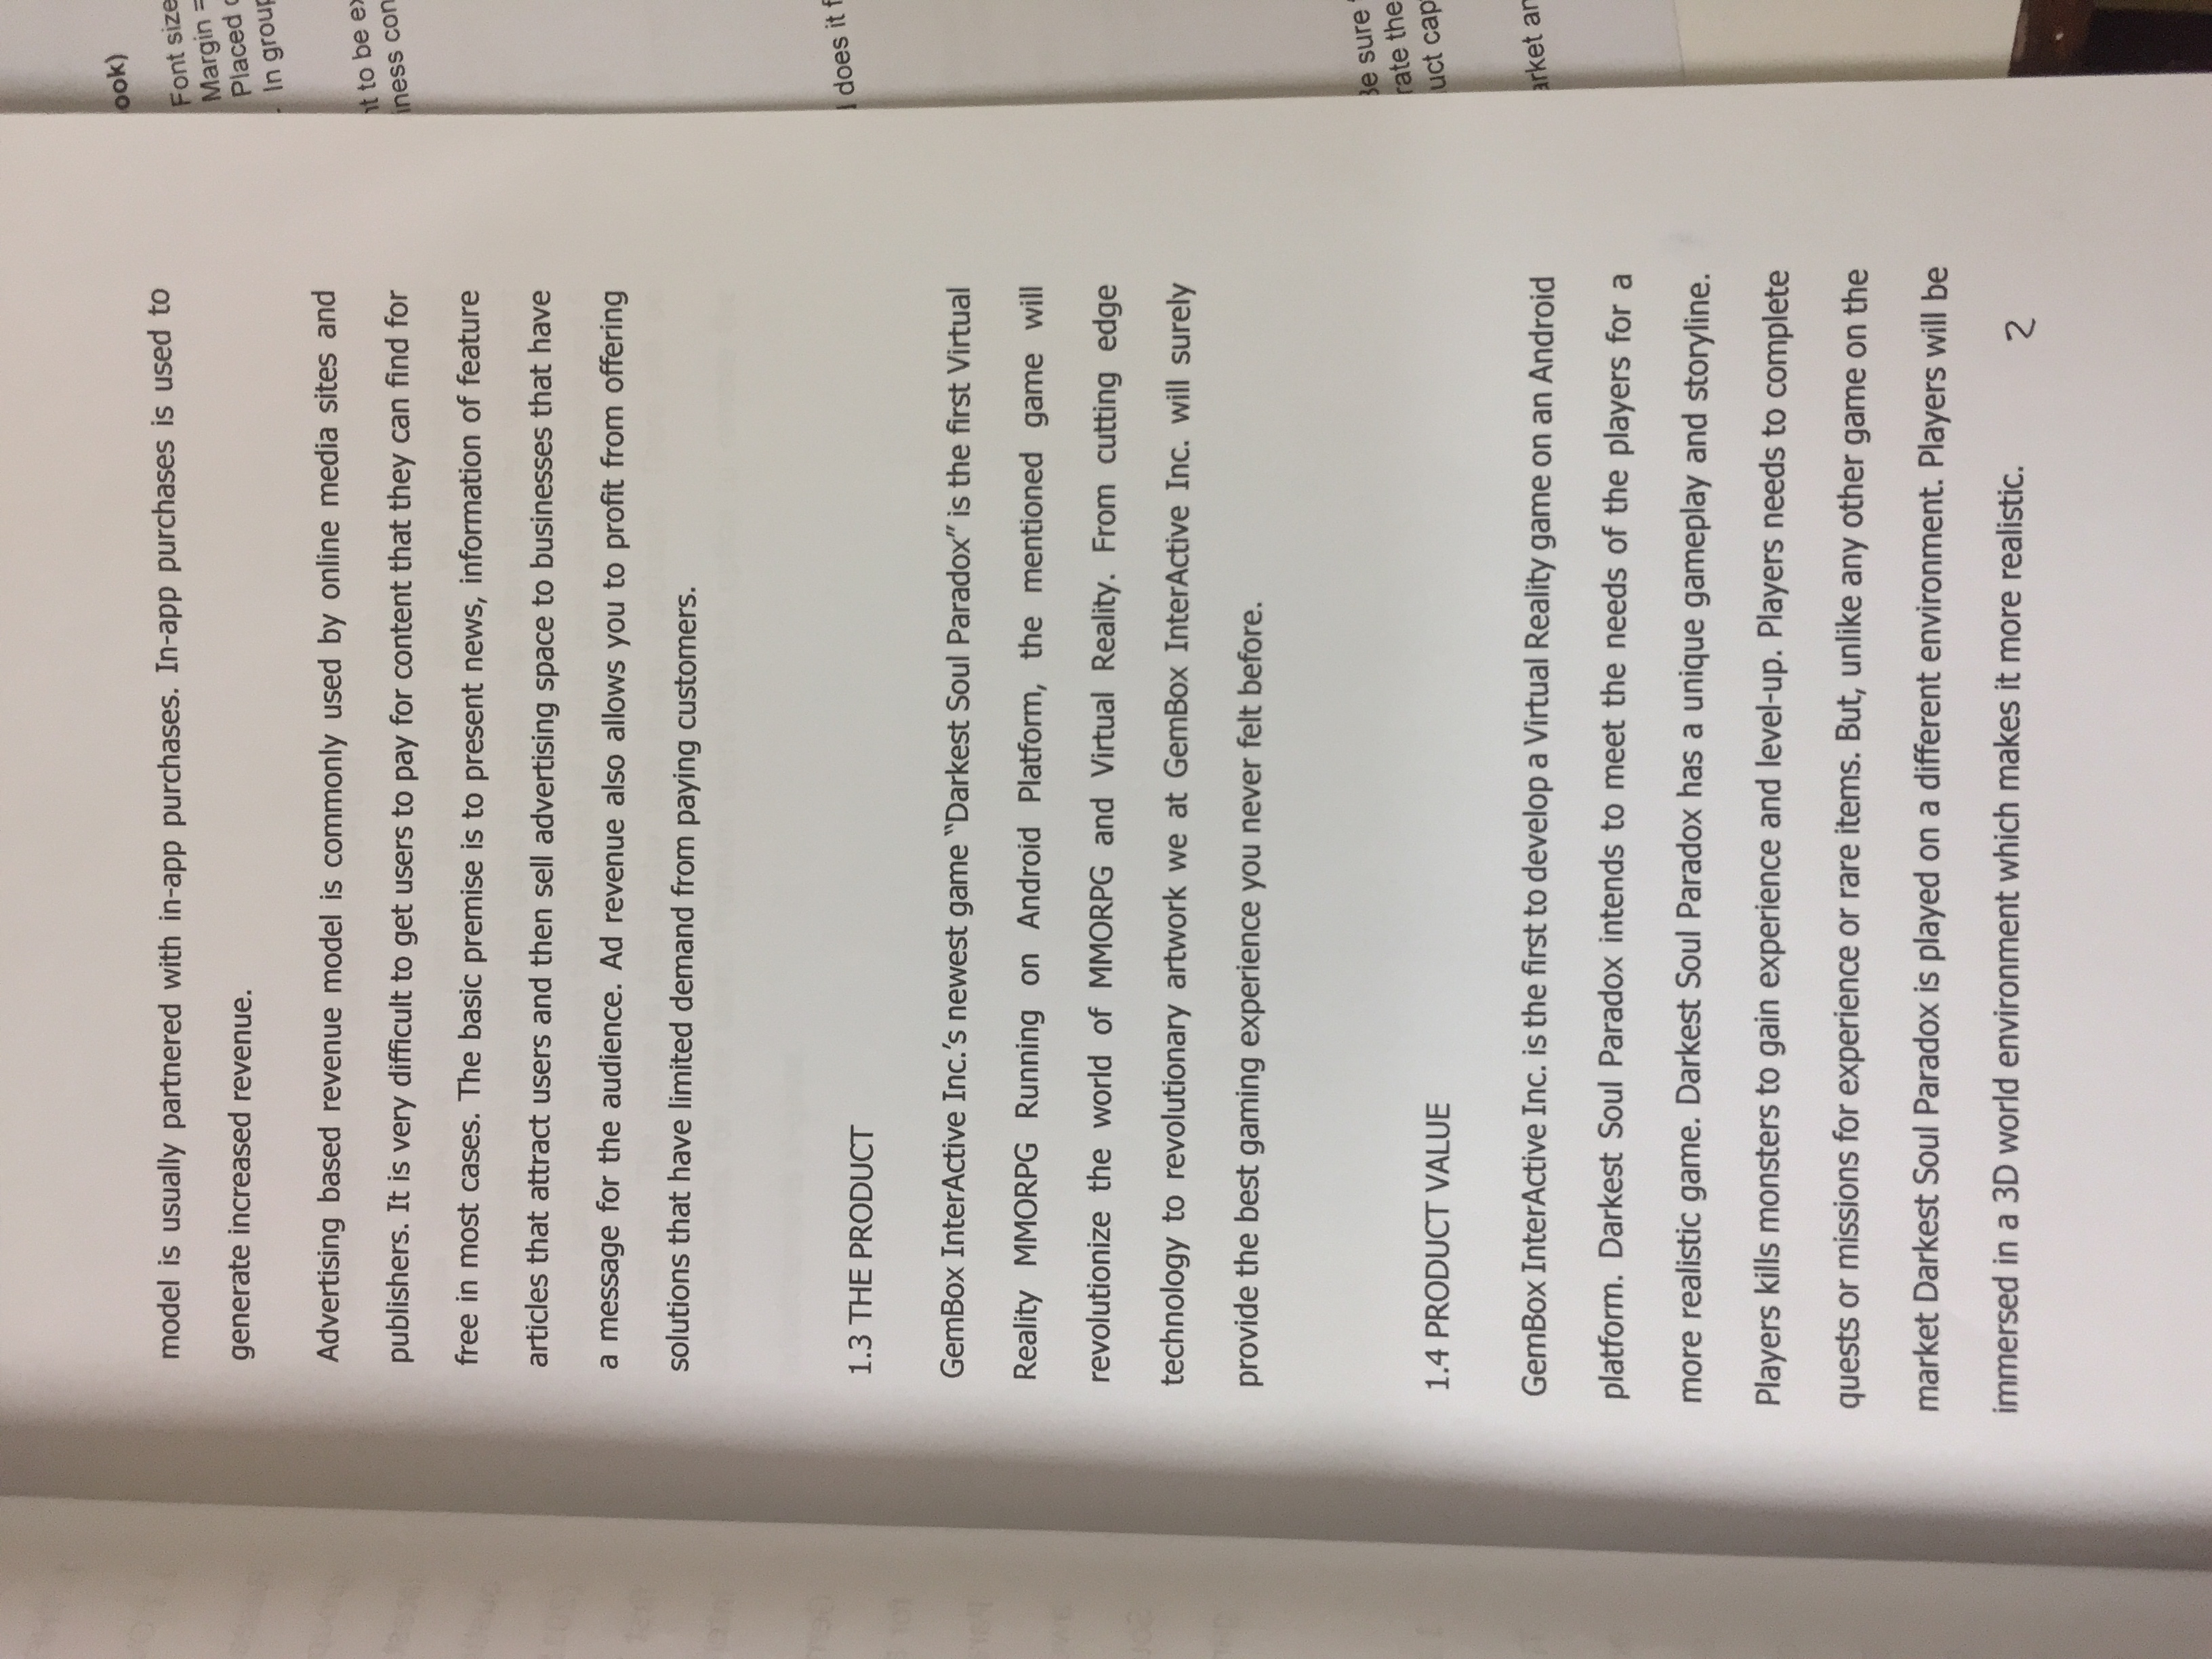 model is usually partnered with in-app purchases. In-app purchases is used to
generate increased revenue.
Advertising based revenue model is commonly used by online media sites and
publishers. It is very difficult to get users to pay for content that they can find for
free in most cases. The basic premise is to present news, information of feature
articles that attract users and then sell advertising space to businesses that have
a message for the audience. Ad revenue also allows you to profit from offering
solutions that have limited demand from paying customers.
1.3 THE PRODUCT
GemBox InterActive Inc.'s newest game "Darkest Soul Paradox" is the first Virtual
Reality MMORPG Running on Android Platform, the mentioned game will
revolutionize the world of MMORPG and Virtual Reality. From cutting edge
technology to revolutionary artwork we at GemBox InterActive Inc. will surely
provide the best gaming experience you never felt before.
1.4 PRODUCT VALUE
GemBox InterActive Inc. is the first to develop a Virtual Reality game on an Android
platform. Darkest Soul Paradox intends to meet the needs of the players for a
more realistic game. Darkest Soul Paradox has a unique gameplay and storyline.
Players kills monsters to gain experience and level-up. Players needs to complete
quests or missions for experience or rare items. But, unlike any other game on the
market Darkest Soul Paradox is played on a different environment. Players will be
immersed in a 3D world environment which makes it more realistic.
2
ook)
Font size
Margin =
Placed
In group
to be
does it
Be sure
rate the
uct cap